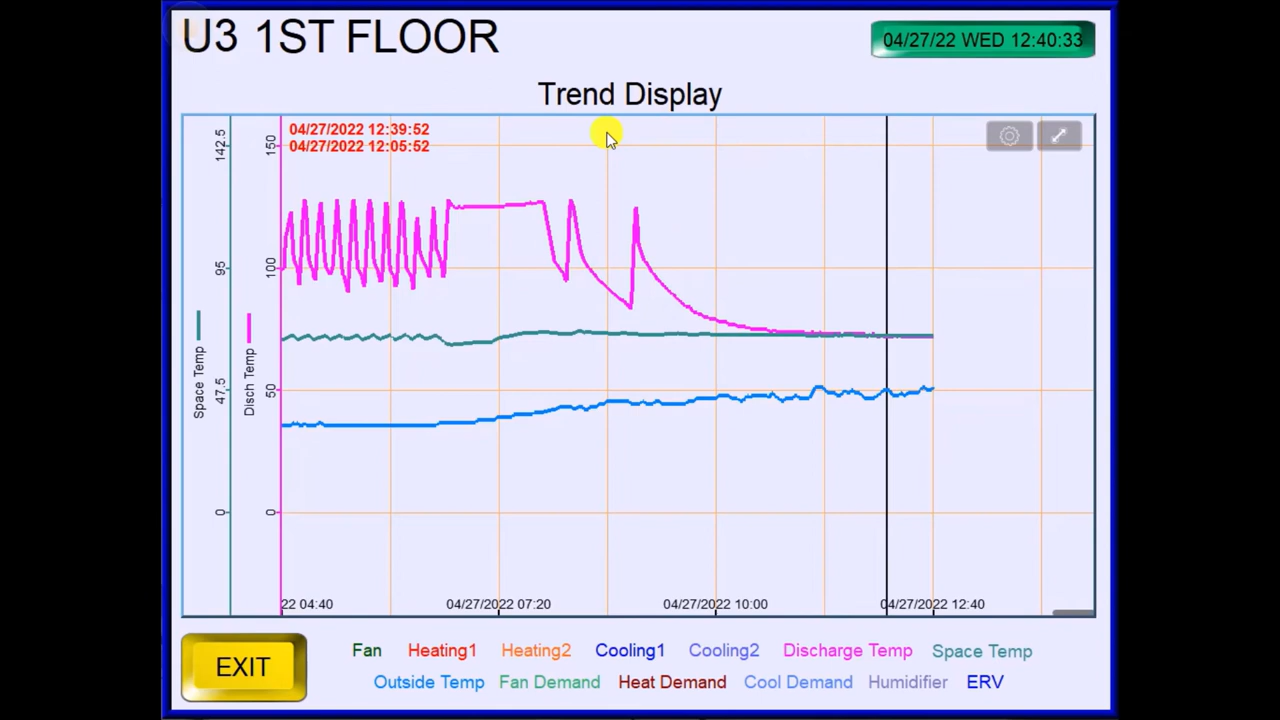 U3 1ST FLOOR
04/27/22 WED 12:40:33
Trend Display
04/27/2022 12:39:52
04/27/2022 12:05:52
142.5
95
47.5
0
Space Temp
150
100
50
0
Disch Temp
22 04:40
04/27/2022 07:20
04/27/2022 10:00
04/27/2022 12:40
EXIT
Fan Heating1 Heating2 Cooling1 Cooling2 Discharge Temp Space Temp
Outside Temp Fan Demand Heat Demand Cool Demand Humidifier ERV